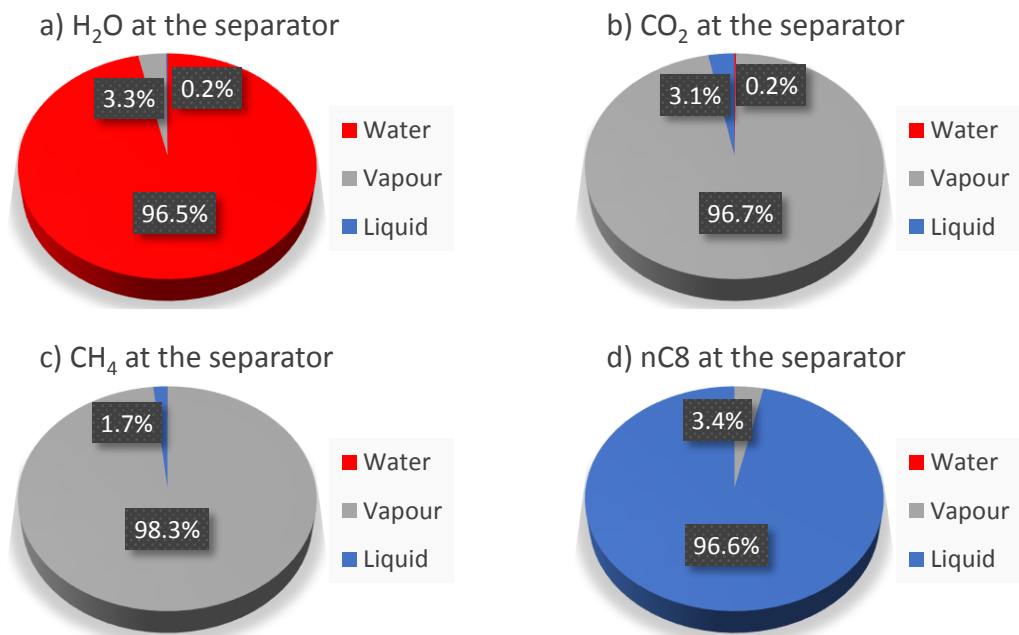 a) H₂O at the separator
3.3%
0.2%
96.5%
Water
Vapour
Liquid
b) CO₂ at the separator
3.1%
0.2%
96.7%
Water
Vapour
Liquid
c) CH₄ at the separator
1.7%
98.3%
Water
Vapour
Liquid
d) nC8 at the separator
3.4%
96.6%
Water
Vapour
Liquid